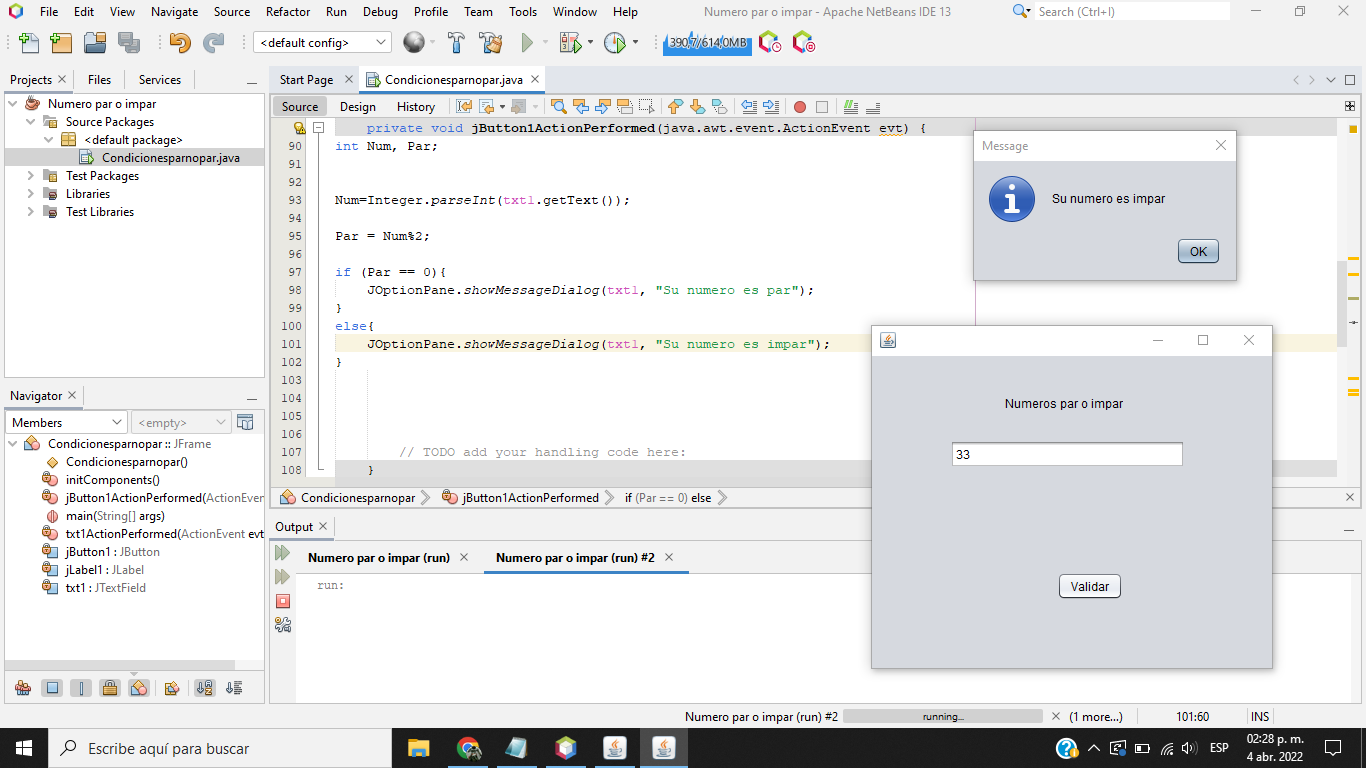 File Edit View Navigate Source Refactor Run Debug Profile Team Tools Window Help
Numero par o impar - Apache NetBeans IDE 13
Search (Ctrl+I)
<default config>
390,7/614,0MB
Projects Files Services
Numero par o impar
Source Packages
<default package>
Condicionesparnopar.java
Test Packages
Libraries
Test Libraries
Navigator
Members
<empty>
Condicionesparnopar :: JFrame
Condicionesparnopar()
initComponents()
jButton1ActionPerformed(ActionEven
main(String[] args)
txt1ActionPerformed(ActionEvent evt
jButton1 : JButton
jLabel1 : JLabel
txt1 : JTextField
Start Page Condicionesparnopar.java
Source Design History
private void jButton1ActionPerformed(java.awt.event.ActionEvent evt) {
90 int Num, Par;
91
92
93 Num=Integer.parseInt(txt1.getText());
94
95 Par = Num%2;
96
97 if (Par == 0){
98 JOptionPane.showMessageDialog(txt1, "Su numero es par");
99 }
100 else{
101 JOptionPane.showMessageDialog(txt1, "Su numero es impar");
102 }
103
104
105
106
107 // TODO add your handling code here:
108 }
Condicionesparnopar jButton1ActionPerformed if (Par == 0) else
Output
Numero par o impar (run) Numero par o impar (run) #2
run:
Message
Su numero es impar
OK
Numeros par o impar
33
Validar
Numero par o impar (run) #2 running... (1 more...) 101:60 INS
Escribe aquí para buscar
ESP
02:28 p. m.
4 abr. 2022